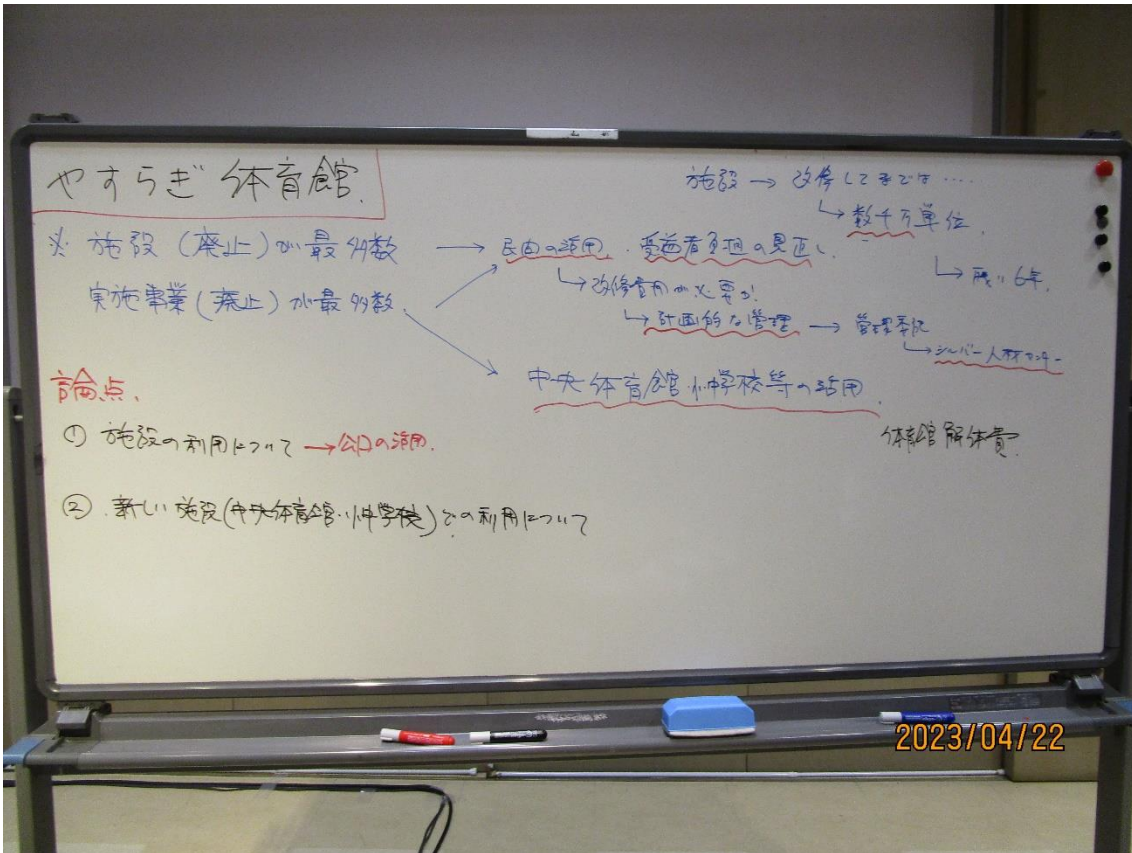 やすらぎ体育館.
※ 施設 (廃止)が最多数 → 民間の活用. 受益者負担の見直し.
実施事業(廃止)が最多数.
↳改修費用が必要が!
↳計画的な管理 → 管理委託
↳シルバー人材センター
中央体育館・小中学校等の活用.
施設 → 改修してまでは‥‥
↳数千万単位.
↳残り6年.
体育館解体費.
論点.
① 施設の利用について →公口の活用.
② .新しい施設(中央体育館・小中学校)での利用について
2023/04/22